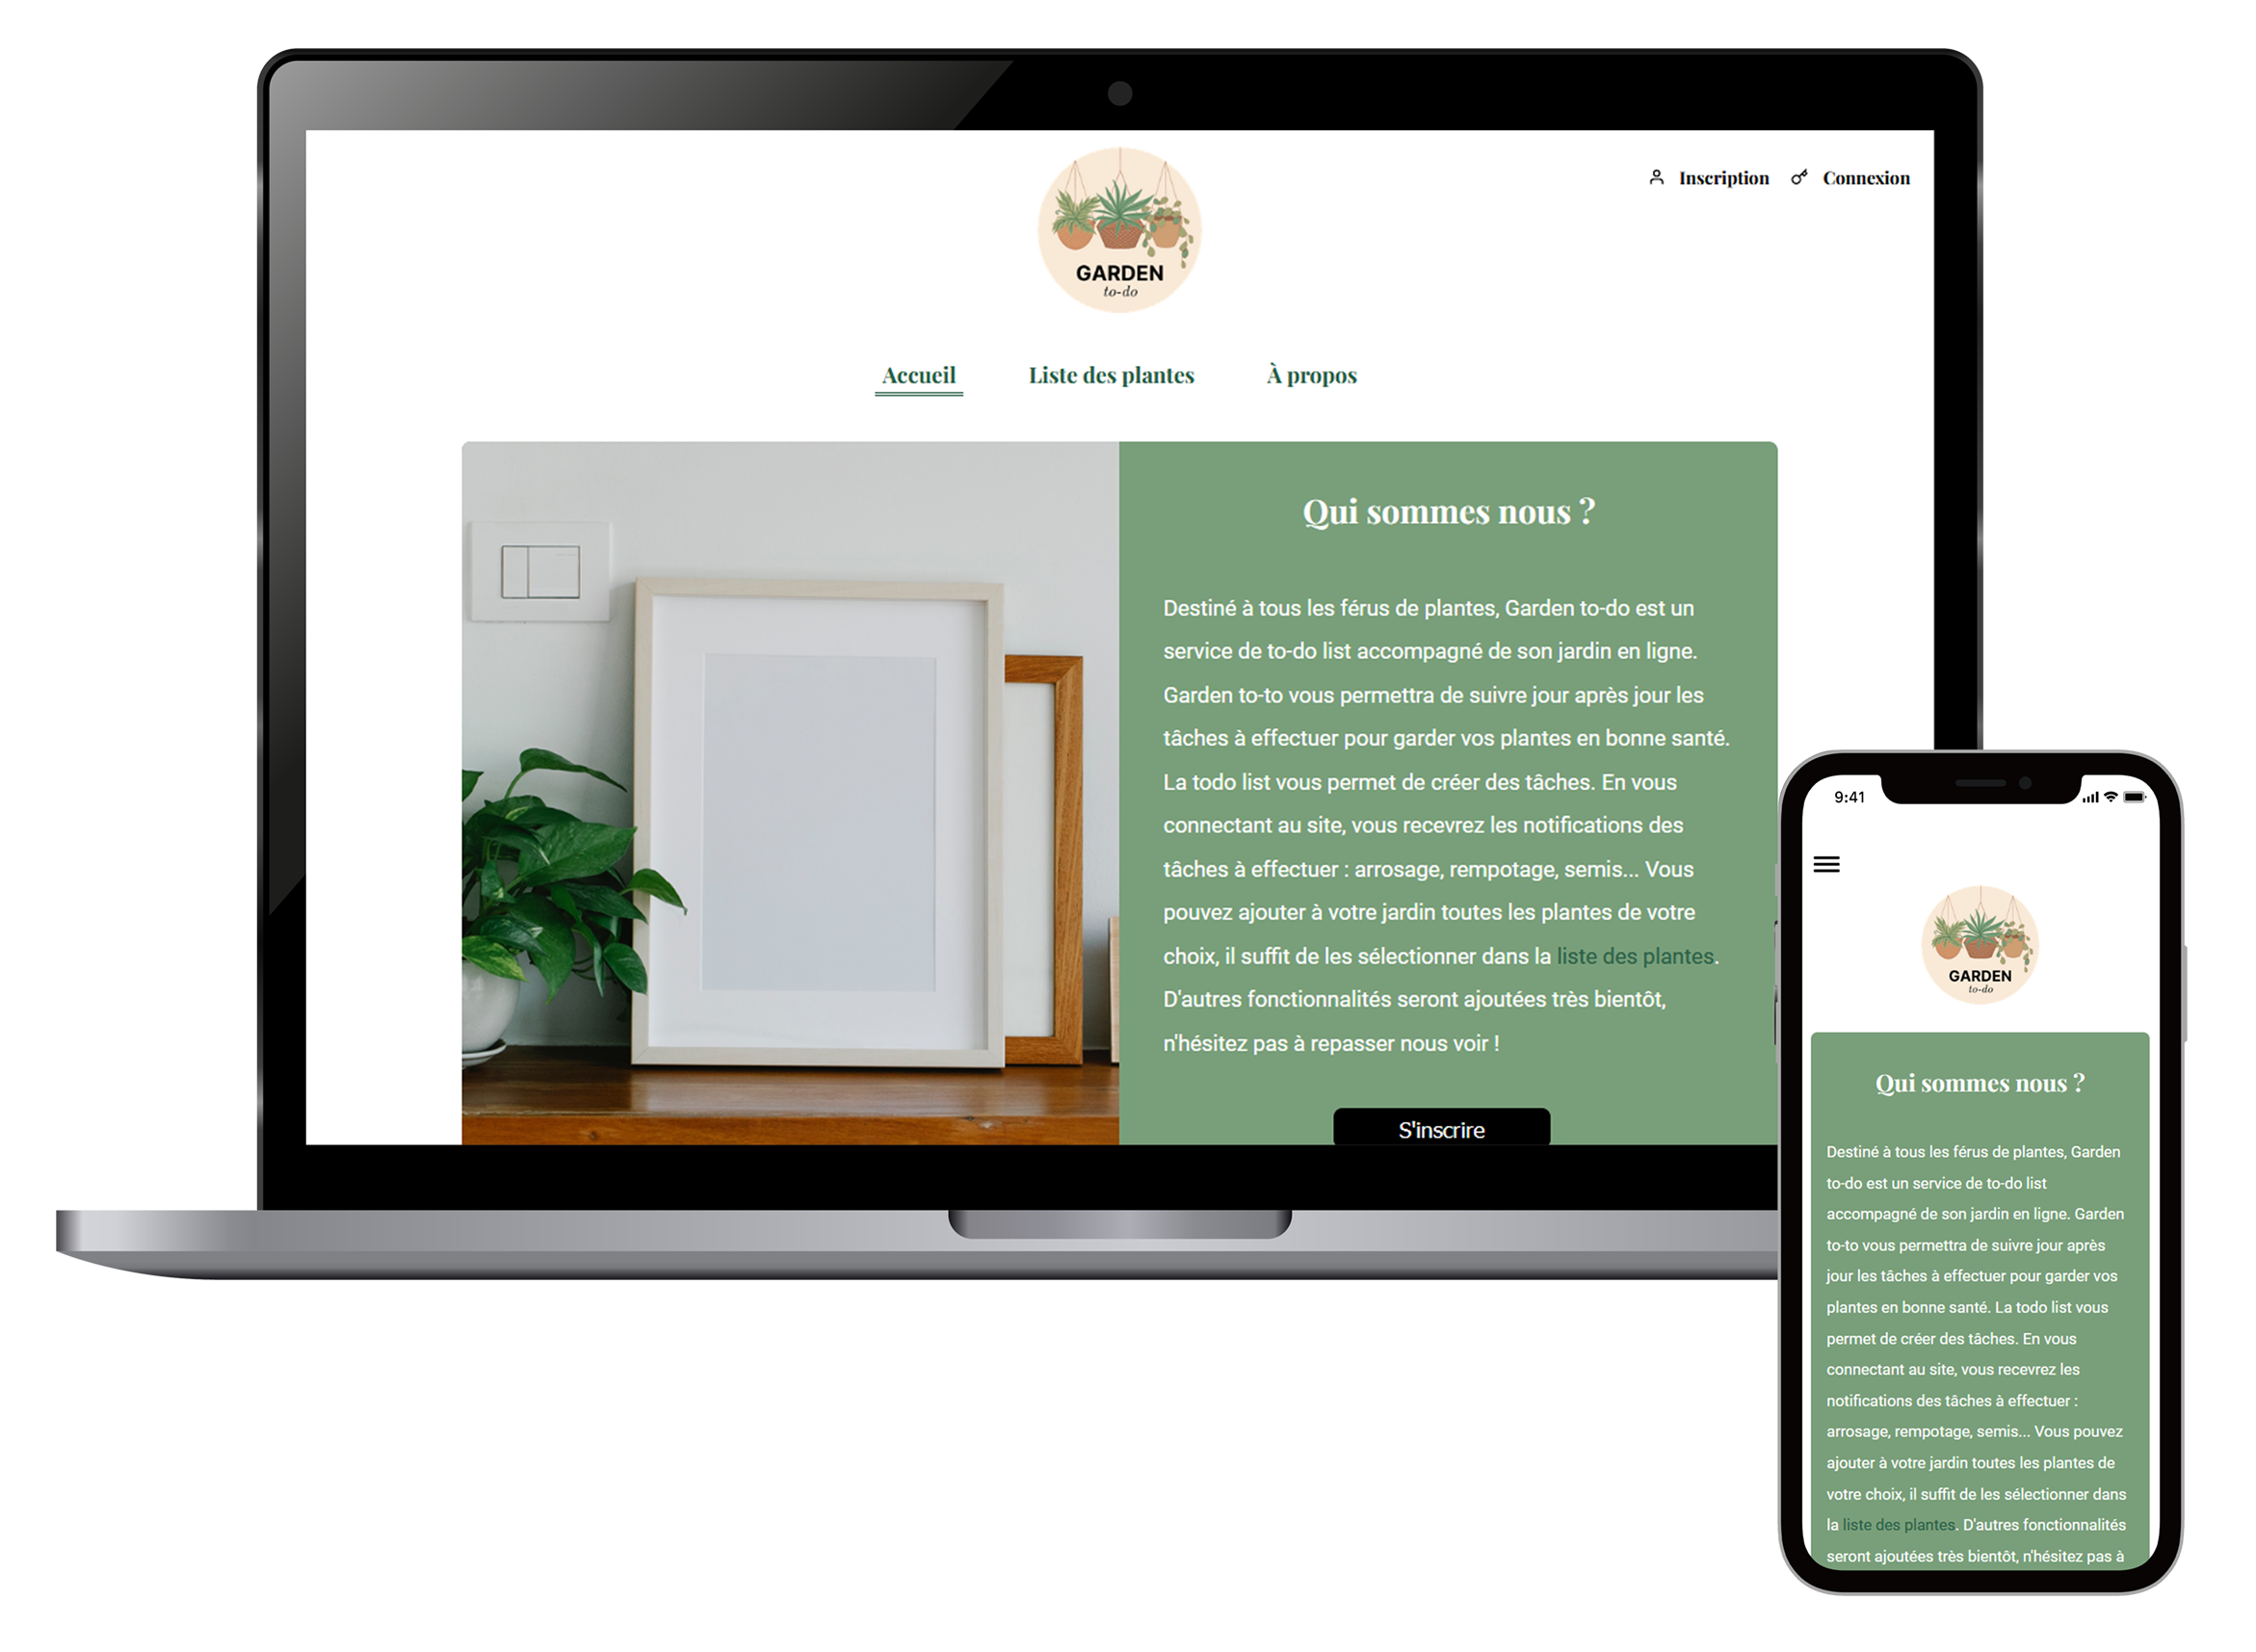 Inscription Connexion
GARDEN
to-do
Accueil Liste des plantes À propos
Qui sommes nous ?
Destiné à tous les férus de plantes, Garden to-do est un
service de to-do list accompagné de son jardin en ligne.
Garden to-to vous permettra de suivre jour après jour les
tâches à effectuer pour garder vos plantes en bonne santé.
La todo list vous permet de créer des tâches. En vous
connectant au site, vous recevrez les notifications des
tâches à effectuer : arrosage, rempotage, semis... Vous
pouvez ajouter à votre jardin toutes les plantes de votre
choix, il suffit de les sélectionner dans la liste des plantes.
D'autres fonctionnalités seront ajoutées très bientôt,
n'hésitez pas à repasser nous voir !
S'inscrire
9:41
GARDEN
to-do
Qui sommes nous ?
Destiné à tous les férus de plantes, Garden
to-do est un service de to-do list
accompagné de son jardin en ligne. Garden
to-to vous permettra de suivre jour après
jour les tâches à effectuer pour garder vos
plantes en bonne santé. La todo list vous
permet de créer des tâches. En vous
connectant au site, vous recevrez les
notifications des tâches à effectuer :
arrosage, rempotage, semis... Vous pouvez
ajouter à votre jardin toutes les plantes de
votre choix, il suffit de les sélectionner dans
la liste des plantes. D'autres fonctionnalités
seront ajoutées très bientôt, n'hésitez pas à